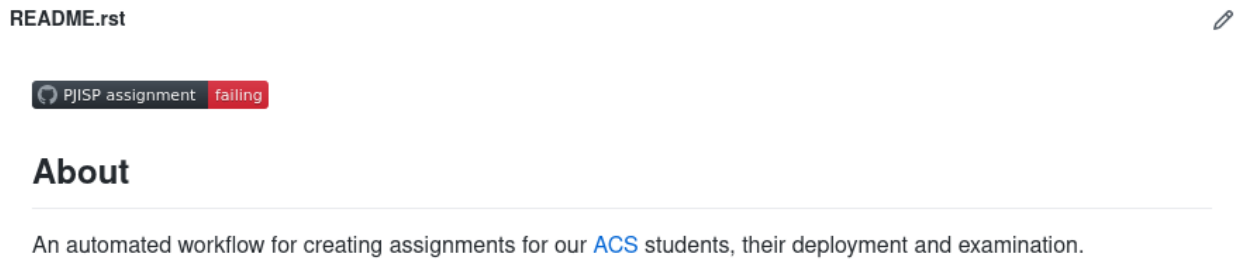 README.rst
PJISP assignment failing
About
An automated workflow for creating assignments for our ACS students, their deployment and examination.